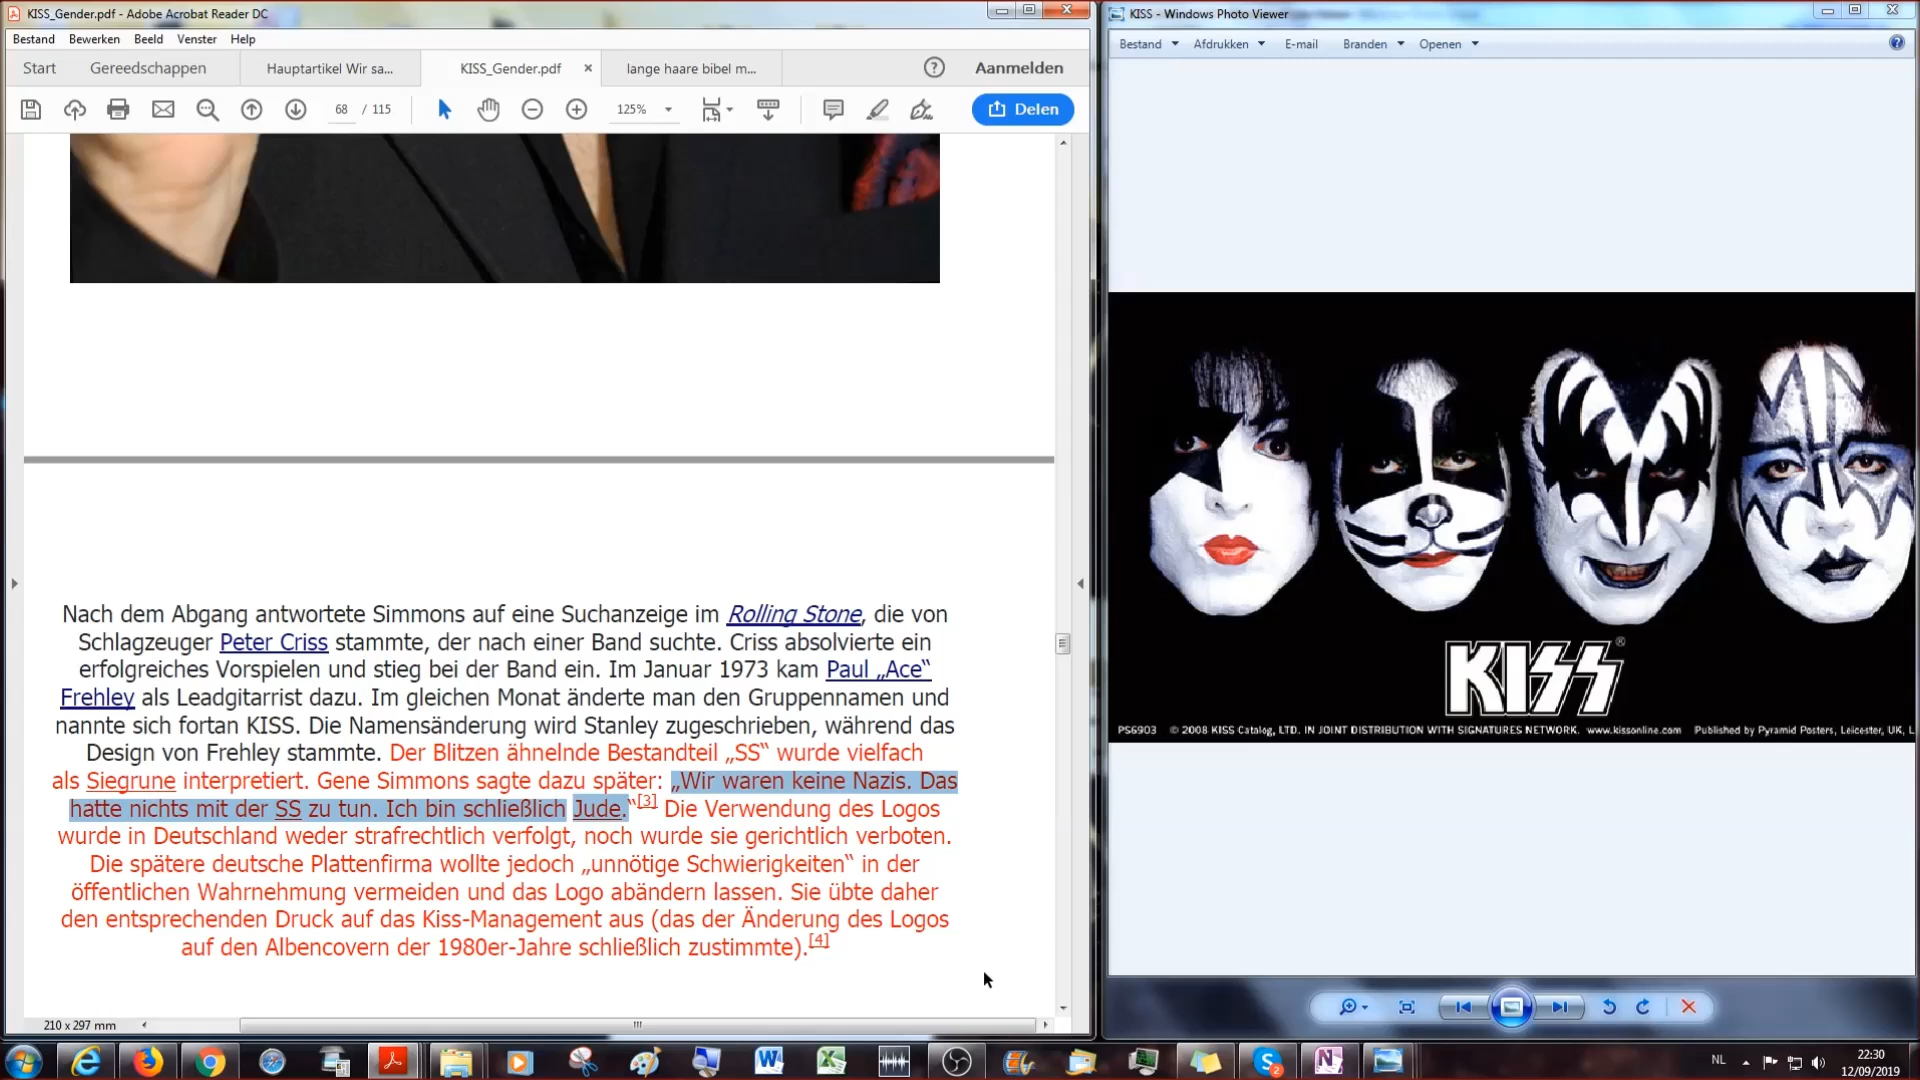 KISS_Gender.pdf - Adobe Acrobat Reader DC
Bestand Bewerken Beeld Venster Help
Start Gereedschappen Hauptartikel Wir sa... KISS_Gender.pdf × lange haare bibel m... Aanmelden
68 / 115 125% Delen
Nach dem Abgang antwortete Simmons auf eine Suchanzeige im Rolling Stone, die von
Schlagzeuger Peter Criss stammte, der nach einer Band suchte. Criss absolvierte ein
erfolgreiches Vorspielen und stieg bei der Band ein. Im Januar 1973 kam Paul „Ace“
Frehley als Leadgitarrist dazu. Im gleichen Monat änderte man den Gruppennamen und
nannte sich fortan KISS. Die Namensänderung wird Stanley zugeschrieben, während das
Design von Frehley stammte. Der Blitzen ähnelnde Bestandteil „SS“ wurde vielfach
als Siegrune interpretiert. Gene Simmons sagte dazu später: „Wir waren keine Nazis. Das
hatte nichts mit der SS zu tun. Ich bin schließlich Jude.“[3] Die Verwendung des Logos
wurde in Deutschland weder strafrechtlich verfolgt, noch wurde sie gerichtlich verboten.
Die spätere deutsche Plattenfirma wollte jedoch „unnötige Schwierigkeiten“ in der
öffentlichen Wahrnehmung vermeiden und das Logo abändern lassen. Sie übte daher
den entsprechenden Druck auf das Kiss-Management aus (das der Änderung des Logos
auf den Albencovern der 1980er-Jahre schließlich zustimmte).[4]
210 x 297 mm
KISS - Windows Photo Viewer
Bestand Afdrukken E-mail Branden Openen
KISS®
PS6903 © 2008 KISS Catalog, LTD. IN JOINT DISTRIBUTION WITH SIGNATURES NETWORK. www.kissonline.com Published by Pyramid Posters, Leicester, UK, L
NL 22:30
12/09/2019